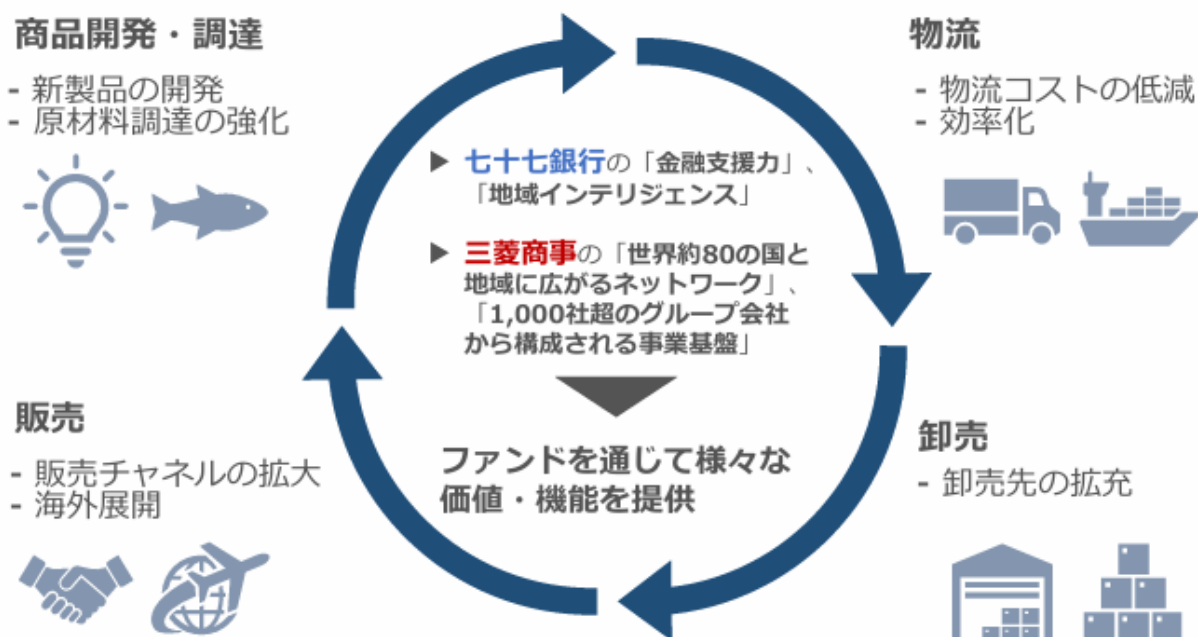 商品開発・調達
- 新製品の開発
- 原材料調達の強化
物流
- 物流コストの低減
- 効率化
▶ 七十七銀行の「金融支援力」、
「地域インテリジェンス」
▶ 三菱商事の「世界約80の国と
地域に広がるネットワーク」、
「1,000社超のグループ会社
から構成される事業基盤」
ファンドを通じて様々な
価値・機能を提供
販売
- 販売チャネルの拡大
- 海外展開
卸売
- 卸売先の拡充